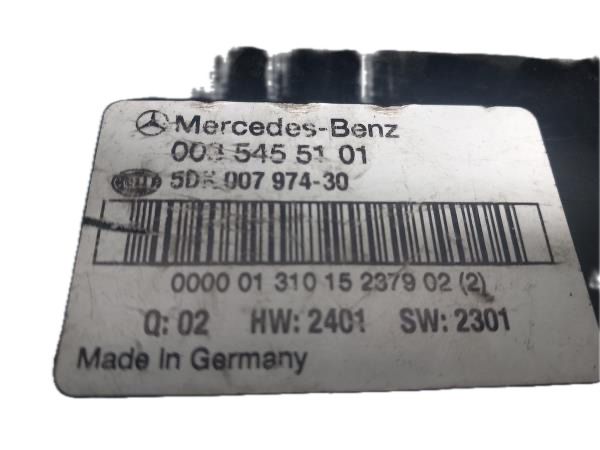 Mercedes-Benz
003 545 51 01
HELLA 5DK 007 974-30
0000 01 310 15 2379 02 (2)
Q: 02 HW: 2401 SW: 2301
Made in Germany